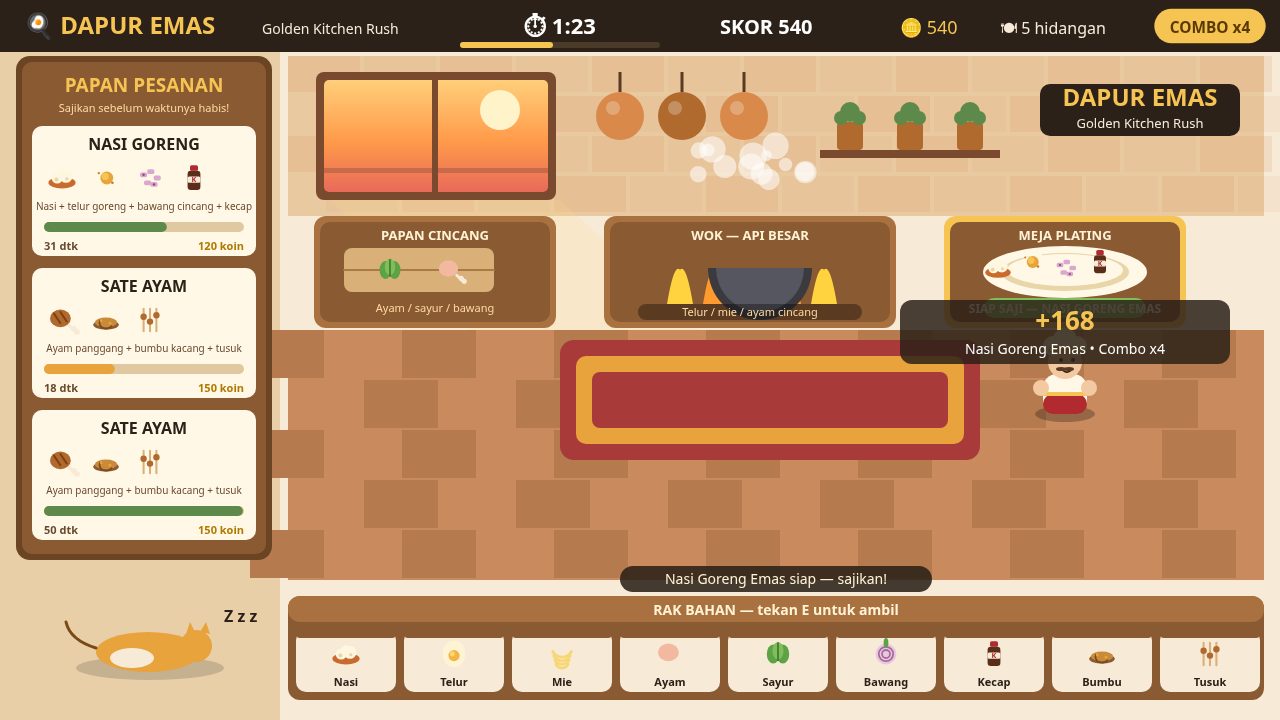 DAPUR EMAS
Golden Kitchen Rush
1:23
SKOR 540
540
5 hidangan
COMBO x4
PAPAN PESANAN
Sajikan sebelum waktunya habis!
NASI GORENG
K
Nasi + telur goreng + bawang cincang + kecap
31 dtk
120 koin
SATE AYAM
Ayam panggang + bumbu kacang + tusuk
18 dtk
150 koin
SATE AYAM
Ayam panggang + bumbu kacang + tusuk
50 dtk
150 koin
Z z z
DAPUR EMAS
Golden Kitchen Rush
PAPAN CINCANG
Ayam / sayur / bawang
WOK — API BESAR
Telur / mie / ayam cincang
MEJA PLATING
K
SIAP SAJI — NASI GORENG EMAS
+168
Nasi Goreng Emas • Combo x4
Nasi Goreng Emas siap — sajikan!
RAK BAHAN — tekan E untuk ambil
Nasi
Telur
Mie
Ayam
Sayur
Bawang
K
Kecap
Bumbu
Tusuk